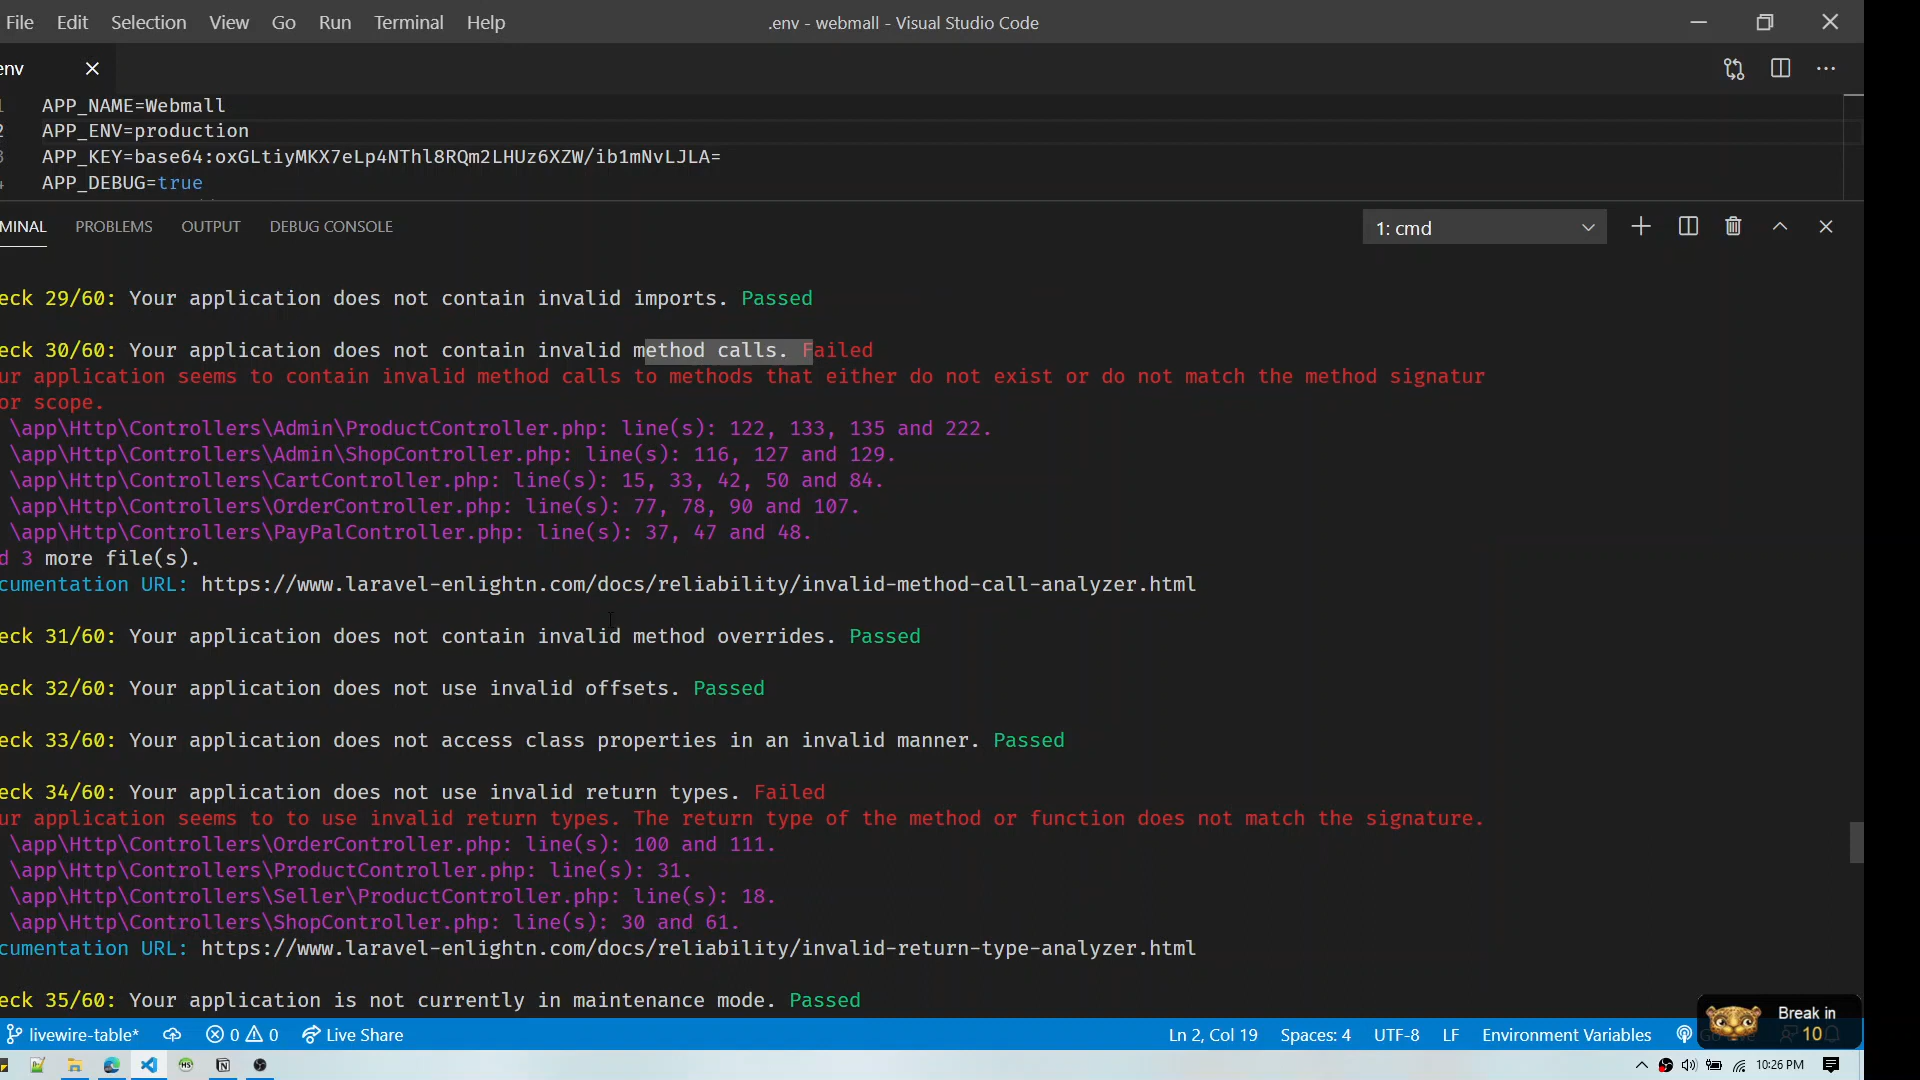 File Edit Selection View Go Run Terminal Help .env - webmall - Visual Studio Code
env
1 APP_NAME=Webmall
2 APP_ENV=production
3 APP_KEY=base64:oxGLtiyMKX7eLp4NThl8RQm2LHUz6XZW/ib1mNvLJLA=
4 APP_DEBUG=true
MINAL PROBLEMS OUTPUT DEBUG CONSOLE 1: cmd
eck 29/60: Your application does not contain invalid imports. Passed
eck 30/60: Your application does not contain invalid method calls. Failed
ur application seems to contain invalid method calls to methods that either do not exist or do not match the method signatur
or scope.
\app\Http\Controllers\Admin\ProductController.php: line(s): 122, 133, 135 and 222.
\app\Http\Controllers\Admin\ShopController.php: line(s): 116, 127 and 129.
\app\Http\Controllers\CartController.php: line(s): 15, 33, 42, 50 and 84.
\app\Http\Controllers\OrderController.php: line(s): 77, 78, 90 and 107.
\app\Http\Controllers\PayPalController.php: line(s): 37, 47 and 48.
d 3 more file(s).
cumentation URL: https://www.laravel-enlightn.com/docs/reliability/invalid-method-call-analyzer.html
eck 31/60: Your application does not contain invalid method overrides. Passed
eck 32/60: Your application does not use invalid offsets. Passed
eck 33/60: Your application does not access class properties in an invalid manner. Passed
eck 34/60: Your application does not use invalid return types. Failed
ur application seems to to use invalid return types. The return type of the method or function does not match the signature.
\app\Http\Controllers\OrderController.php: line(s): 100 and 111.
\app\Http\Controllers\ProductController.php: line(s): 31.
\app\Http\Controllers\Seller\ProductController.php: line(s): 18.
\app\Http\Controllers\ShopController.php: line(s): 30 and 61.
cumentation URL: https://www.laravel-enlightn.com/docs/reliability/invalid-return-type-analyzer.html
eck 35/60: Your application is not currently in maintenance mode. Passed
Break in
10
livewire-table* 0 0 Live Share Ln 2, Col 19 Spaces: 4 UTF-8 LF Environment Variables
10:26 PM